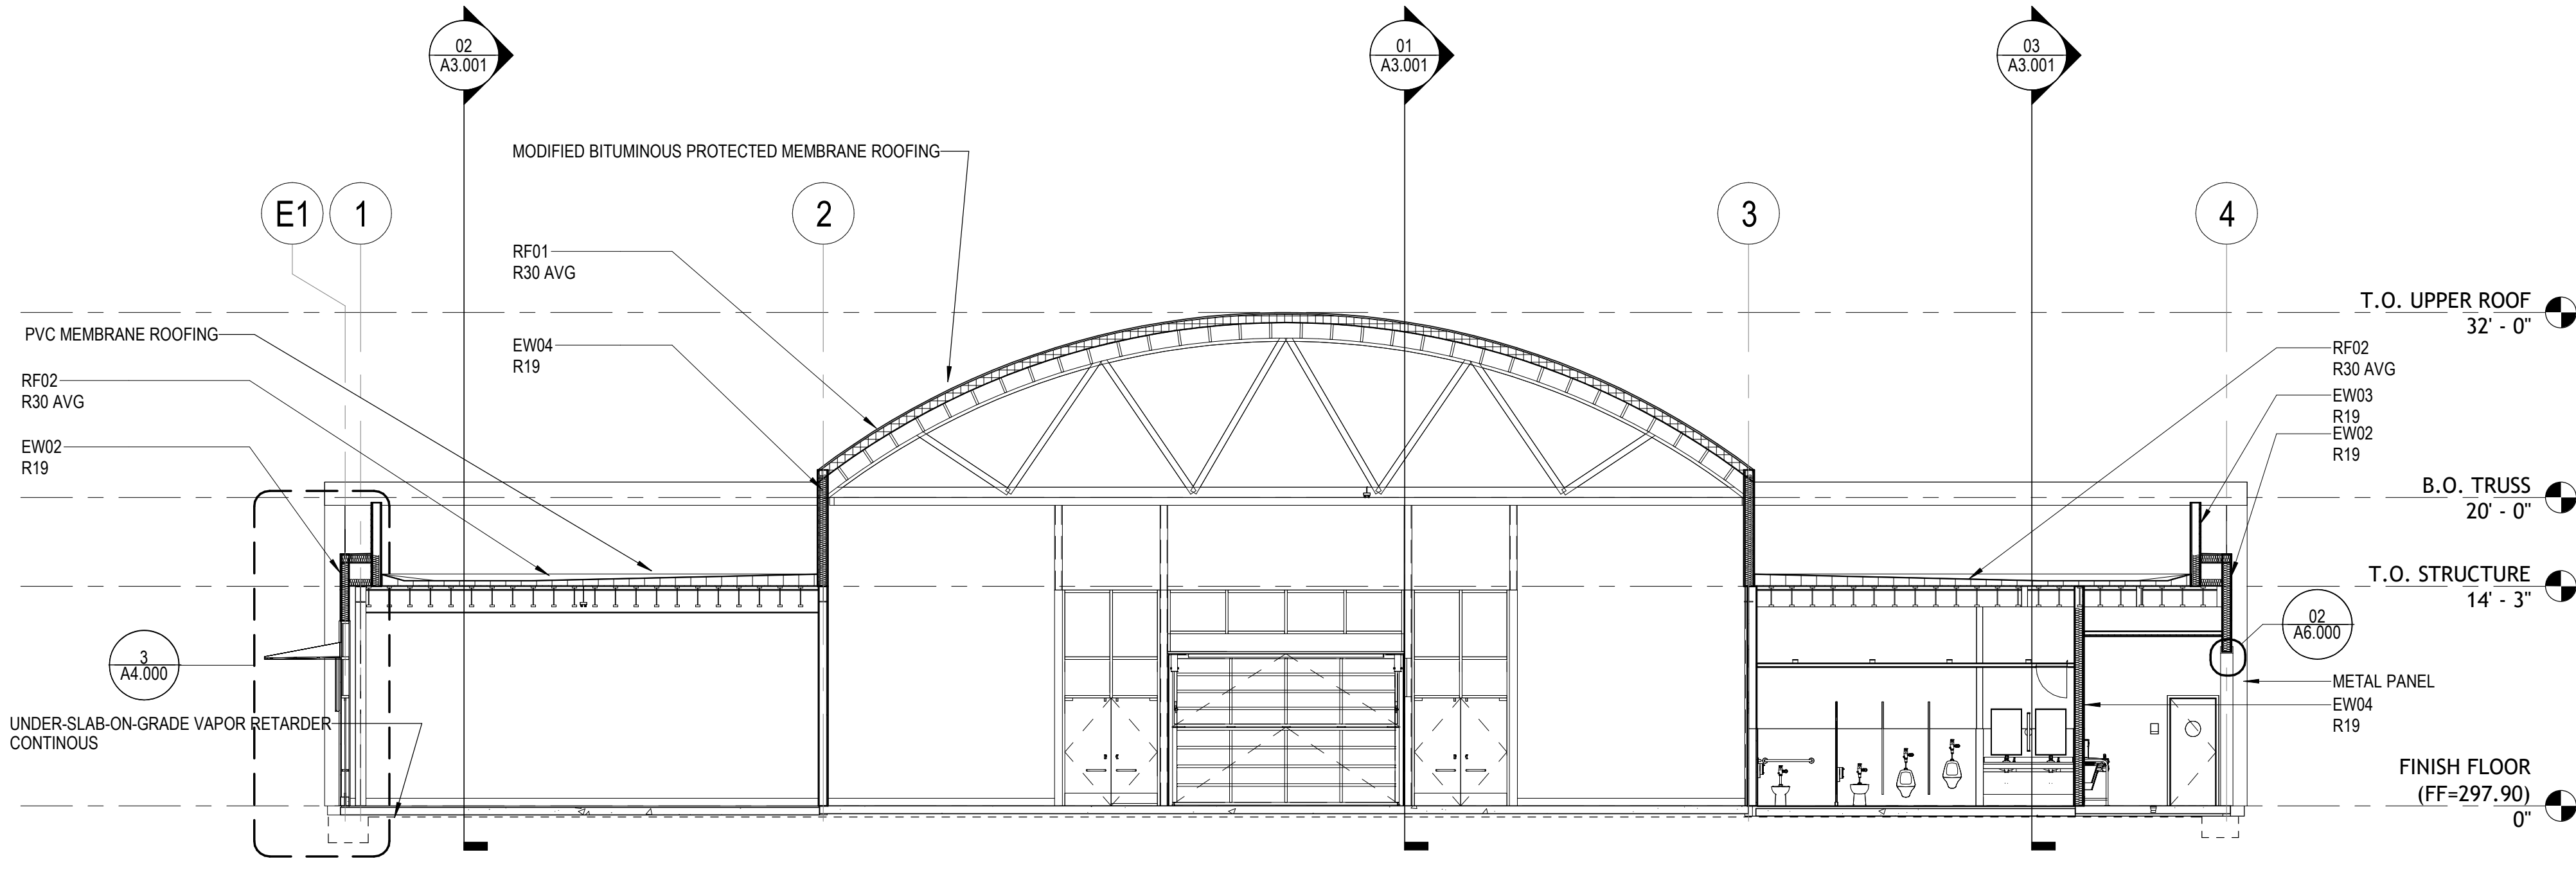 02
A3.001
01
A3.001
03
A3.001
MODIFIED BITUMINOUS PROTECTED MEMBRANE ROOFING
E1
1
2
3
4
RF01
R30 AVG
T.O. UPPER ROOF
32' - 0"
PVC MEMBRANE ROOFING
EW04
R19
RF02
R30 AVG
RF02
R30 AVG
EW03
R19
EW02
R19
EW02
R19
B.O. TRUSS
20' - 0"
T.O. STRUCTURE
14' - 3"
02
A6.000
3
A4.000
METAL PANEL
EW04
R19
UNDER-SLAB-ON-GRADE VAPOR RETARDER
CONTINOUS
FINISH FLOOR
(FF=297.90)
0"